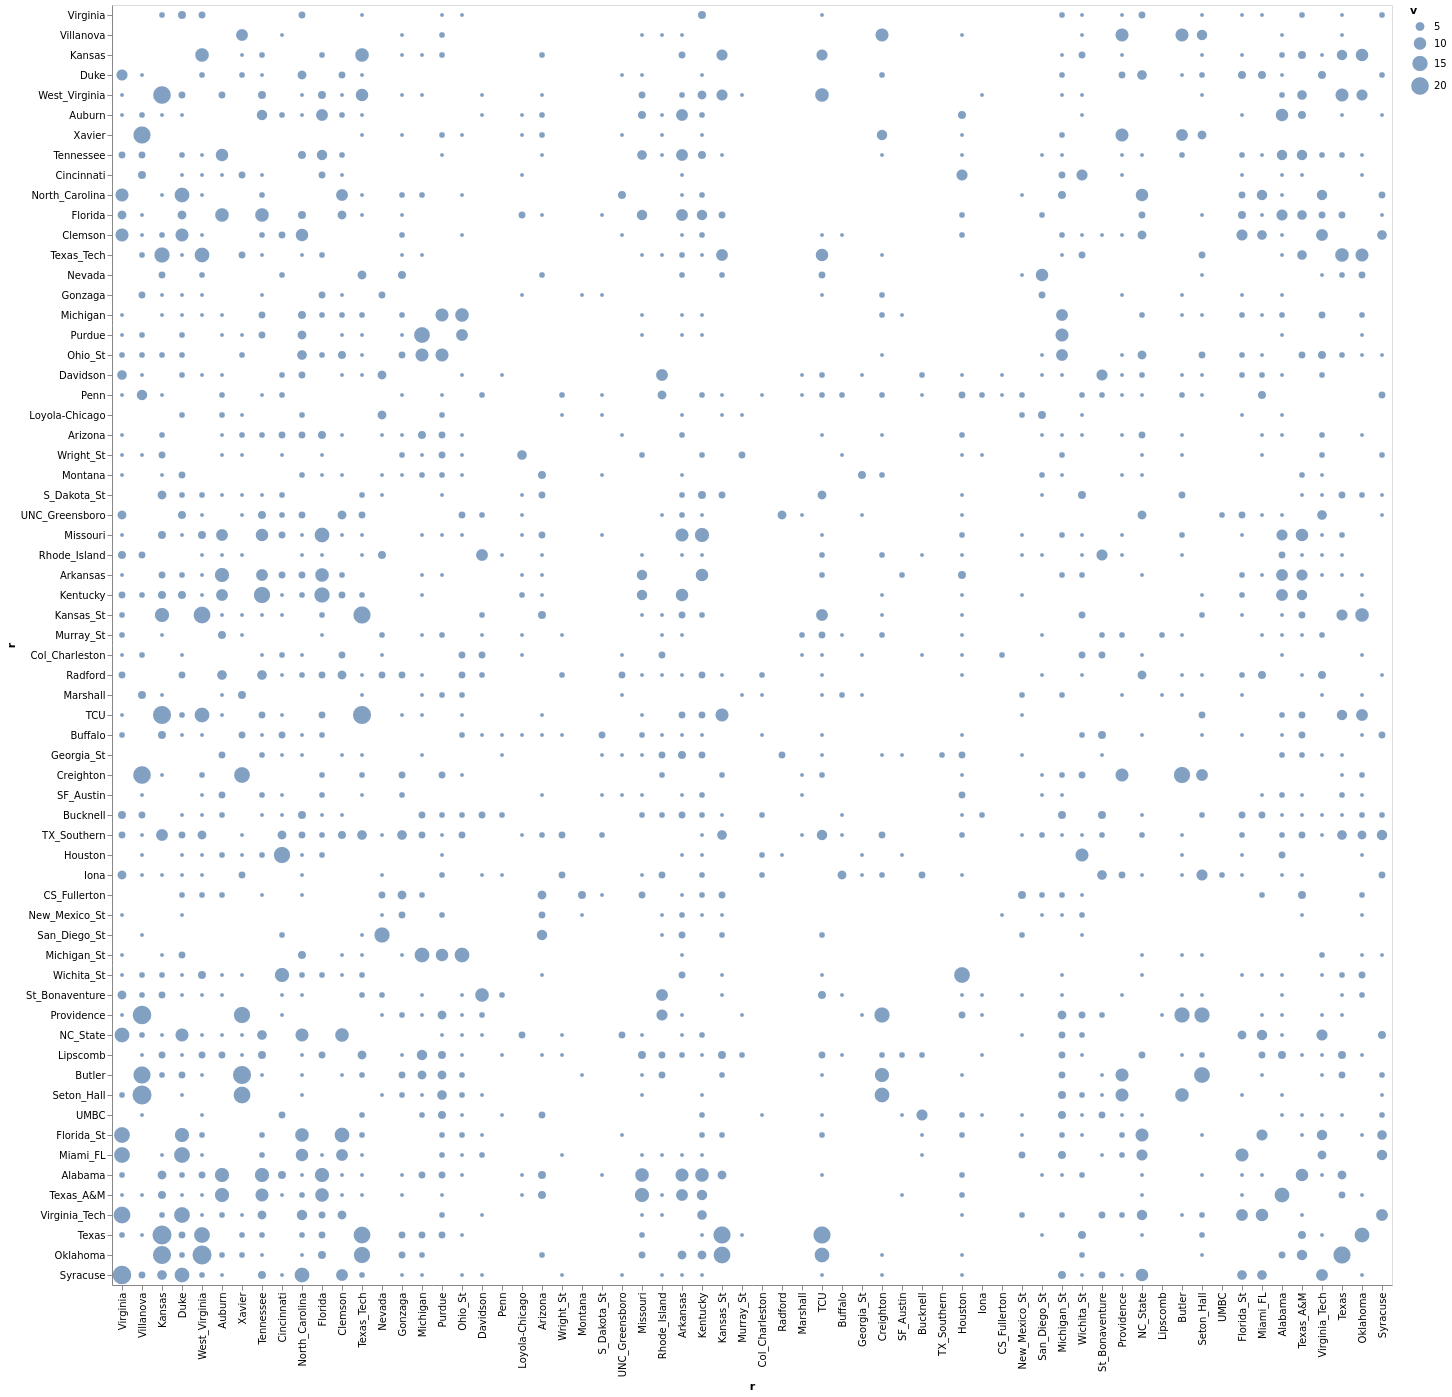 v
5
10
15
20
r
Virginia
Villanova
Kansas
Duke
West_Virginia
Auburn
Xavier
Tennessee
Cincinnati
North_Carolina
Florida
Clemson
Texas_Tech
Nevada
Gonzaga
Michigan
Purdue
Ohio_St
Davidson
Penn
Loyola-Chicago
Arizona
Wright_St
Montana
S_Dakota_St
UNC_Greensboro
Missouri
Rhode_Island
Arkansas
Kentucky
Kansas_St
Murray_St
Col_Charleston
Radford
Marshall
TCU
Buffalo
Georgia_St
Creighton
SF_Austin
Bucknell
TX_Southern
Houston
Iona
CS_Fullerton
New_Mexico_St
San_Diego_St
Michigan_St
Wichita_St
St_Bonaventure
Providence
NC_State
Lipscomb
Butler
Seton_Hall
UMBC
Florida_St
Miami_FL
Alabama
Texas_A&M
Virginia_Tech
Texas
Oklahoma
Syracuse
Virginia
Villanova
Kansas
Duke
West_Virginia
Auburn
Xavier
Tennessee
Cincinnati
North_Carolina
Florida
Clemson
Texas_Tech
Nevada
Gonzaga
Michigan
Purdue
Ohio_St
Davidson
Penn
Loyola-Chicago
Arizona
Wright_St
Montana
S_Dakota_St
UNC_Greensboro
Missouri
Rhode_Island
Arkansas
Kentucky
Kansas_St
Murray_St
Col_Charleston
Radford
Marshall
TCU
Buffalo
Georgia_St
Creighton
SF_Austin
Bucknell
TX_Southern
Houston
Iona
CS_Fullerton
New_Mexico_St
San_Diego_St
Michigan_St
Wichita_St
St_Bonaventure
Providence
NC_State
Lipscomb
Butler
Seton_Hall
UMBC
Florida_St
Miami_FL
Alabama
Texas_A&M
Virginia_Tech
Texas
Oklahoma
Syracuse
r